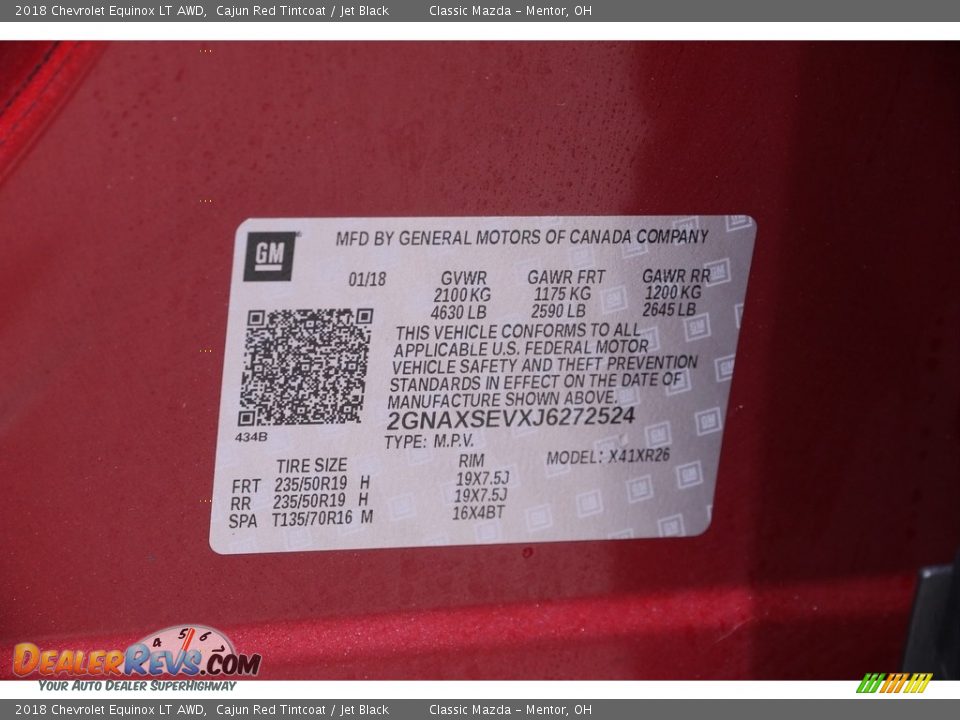 2018 Chevrolet Equinox LT AWD, Cajun Red Tintcoat / Jet Black Classic Mazda - Mentor, OH
GM
MFD BY GENERAL MOTORS OF CANADA COMPANY
01/18 GVWR GAWR FRT GAWR RR
2100 KG 1175 KG 1200 KG
4630 LB 2590 LB 2645 LB
THIS VEHICLE CONFORMS TO ALL
APPLICABLE U.S. FEDERAL MOTOR
VEHICLE SAFETY AND THEFT PREVENTION
STANDARDS IN EFFECT ON THE DATE OF
MANUFACTURE SHOWN ABOVE.
2GNAXSEVXJ6272524
434B
TYPE: M.P.V.
TIRE SIZE RIM MODEL: X41XR26
FRT 235/50R19 H 19X7.5J
RR 235/50R19 H 19X7.5J
SPA T135/70R16 M 16X4BT
4 5 6
DEALERREVS.COM
YOUR AUTO DEALER SUPERHIGHWAY
2018 Chevrolet Equinox LT AWD, Cajun Red Tintcoat / Jet Black Classic Mazda - Mentor, OH